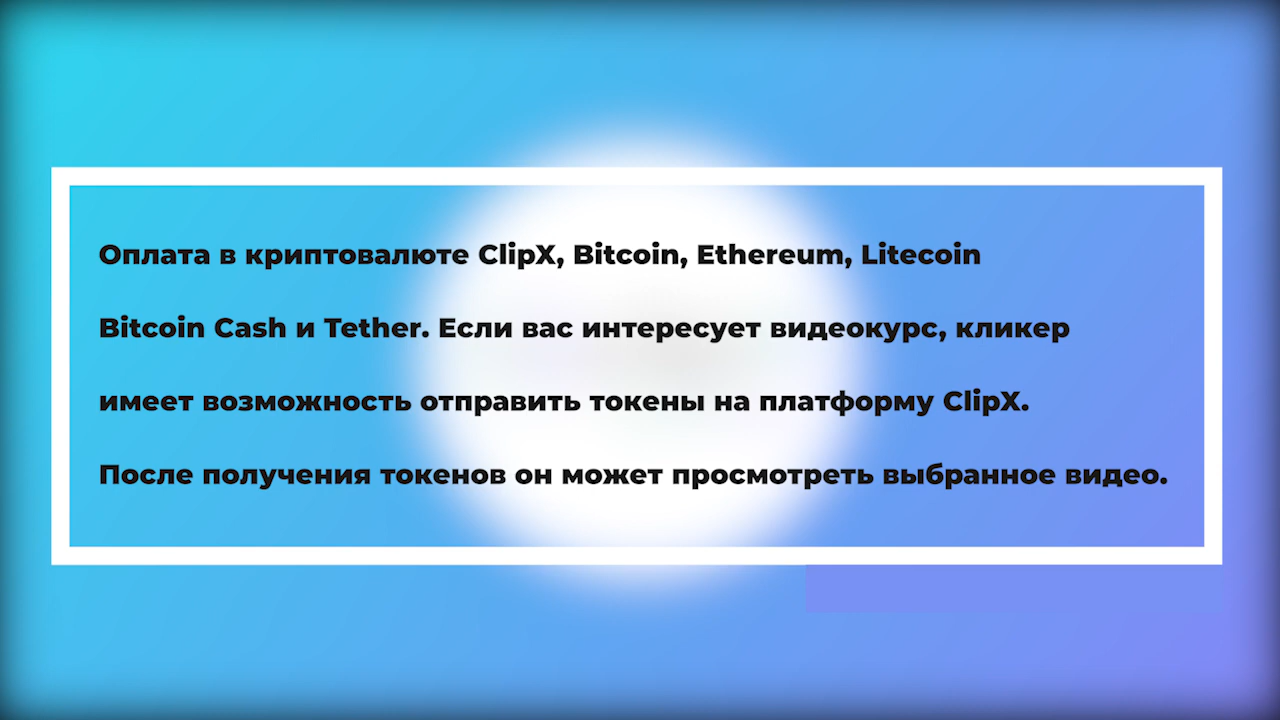 Оплата в криптовалюте ClipX, Bitcoin, Ethereum, Litecoin
Bitcoin Cash и Tether. Если вас интересует видеокурс, кликер
имеет возможность отправить токены на платформу ClipX.
После получения токенов он может просмотреть выбранное видео.